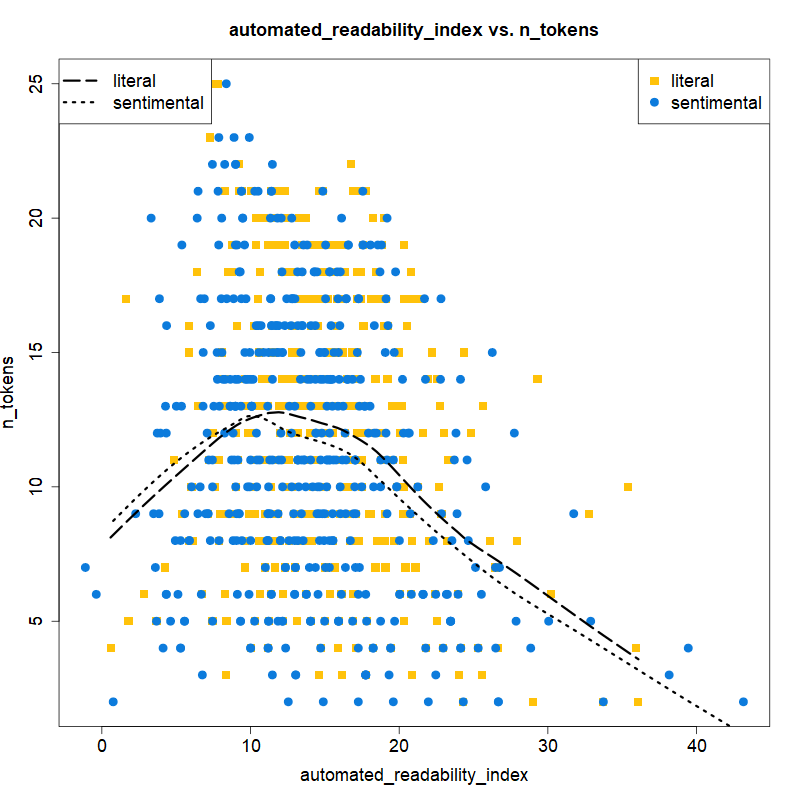 automated_readability_index vs. n_tokens
literal
sentimental
literal
sentimental
25
20
15
10
5
n_tokens
0 10 20 30 40
automated_readability_index